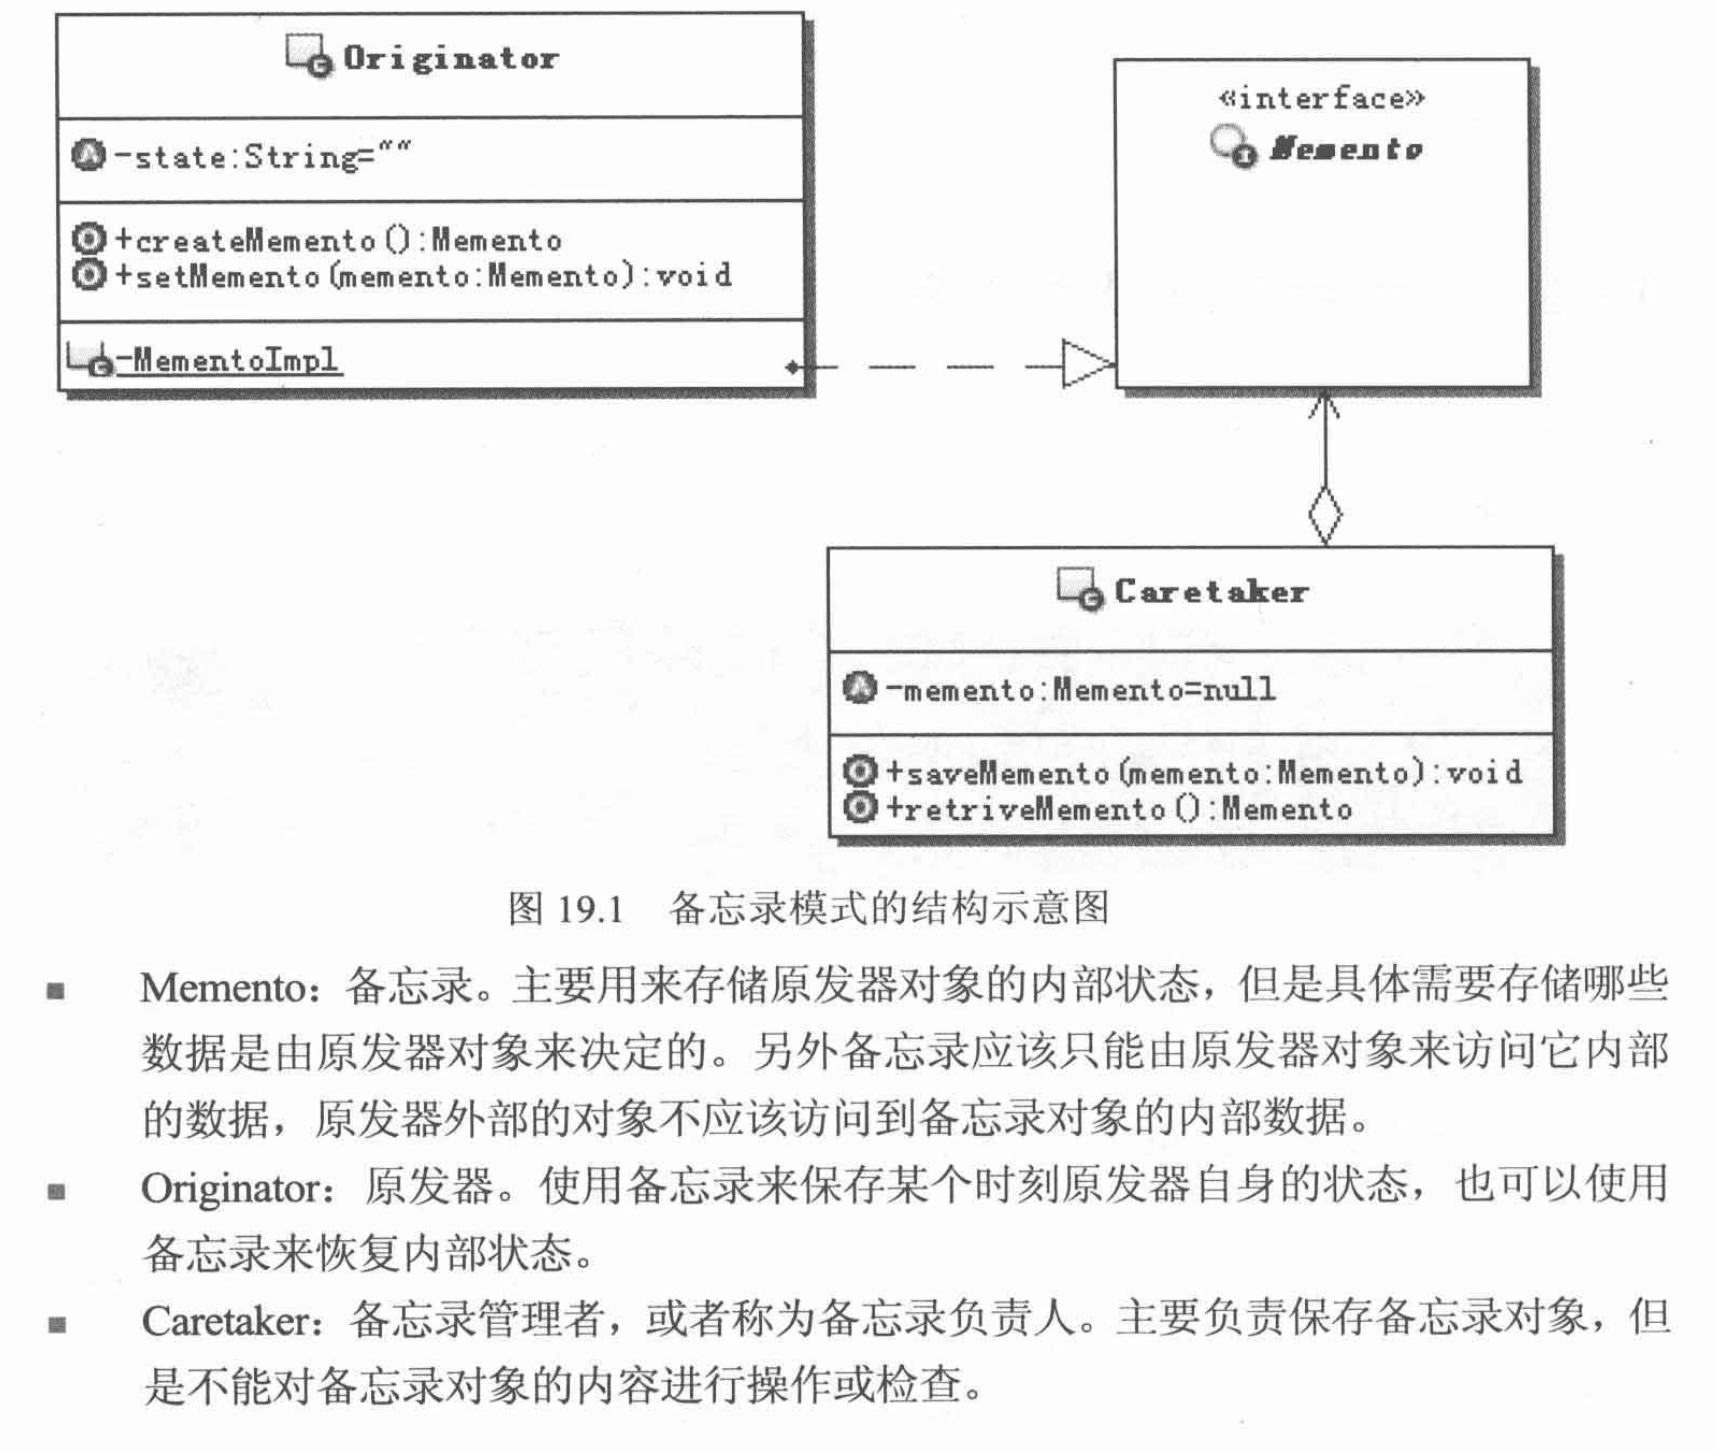 Originator
-state:String=""
+createMemento():Memento
+setMemento(memento:Memento):void
-MementoImpl
«interface»
Memento
Caretaker
-memento:Memento=null
+saveMemento(memento:Memento):void
+retriveMemento():Memento
图 19.1 备忘录模式的结构示意图
■ Memento：备忘录。主要用来存储原发器对象的内部状态，但是具体需要存储哪些
数据是由原发器对象来决定的。另外备忘录应该只能由原发器对象来访问它内部
的数据，原发器外部的对象不应该访问到备忘录对象的内部数据。
■ Originator：原发器。使用备忘录来保存某个时刻原发器自身的状态，也可以使用
备忘录来恢复内部状态。
■ Caretaker：备忘录管理者，或者称为备忘录负责人。主要负责保存备忘录对象，但
是不能对备忘录对象的内容进行操作或检查。